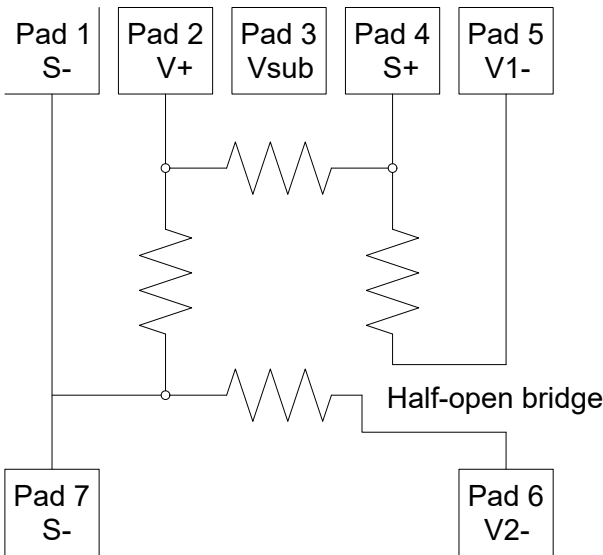 Pad 1
S-
Pad 2
V+
Pad 3
Vsub
Pad 4
S+
Pad 5
V1-
Half-open bridge
Pad 7
S-
Pad 6
V2-